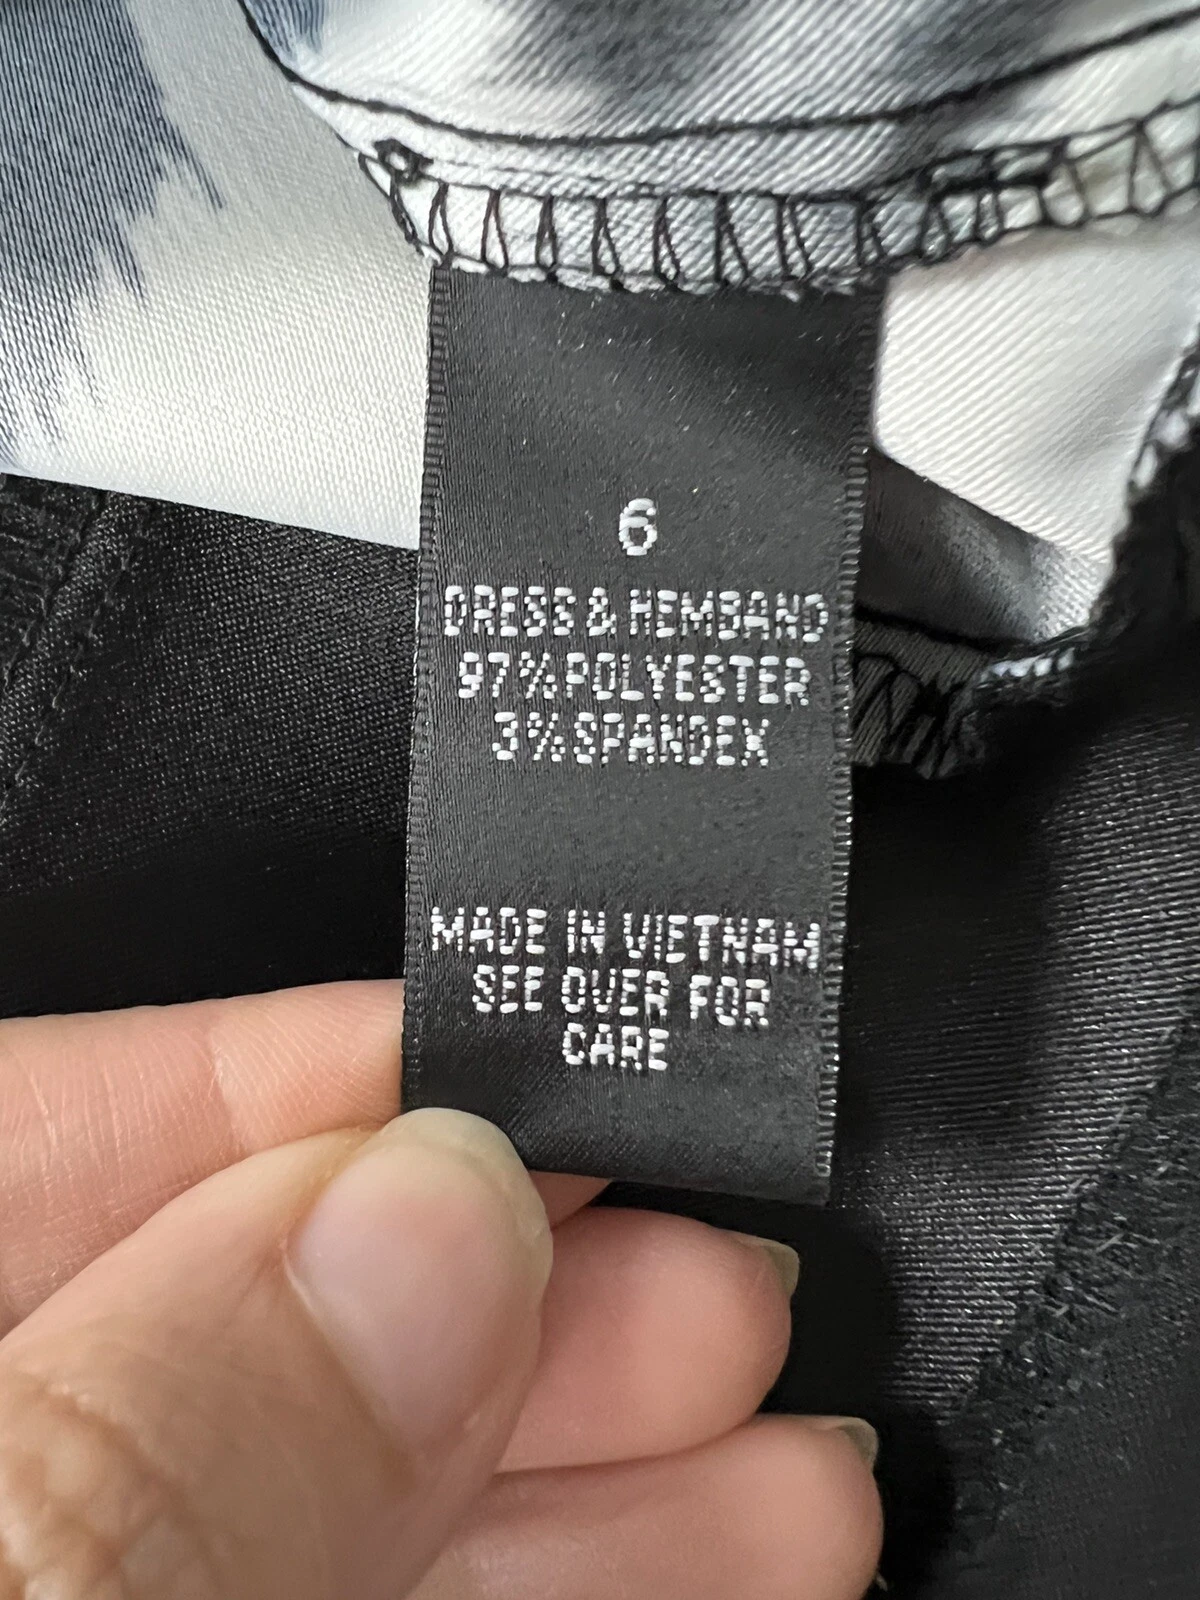 6
DRESS & HEMBAND
97% POLYESTER
3% SPANDEX
MADE IN VIETNAM
SEE OVER FOR
CARE